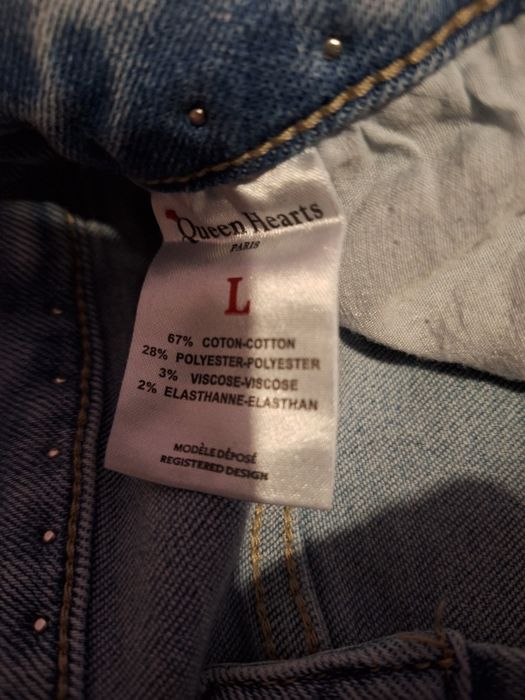 Queen Hearts
PARIS
L
67% COTON-COTTON
28% POLYESTER-POLYESTER
3% VISCOSE-VISCOSE
2% ELASTHANNE-ELASTHAN
MODÈLE DÉPOSÉ
REGISTERED DESIGN